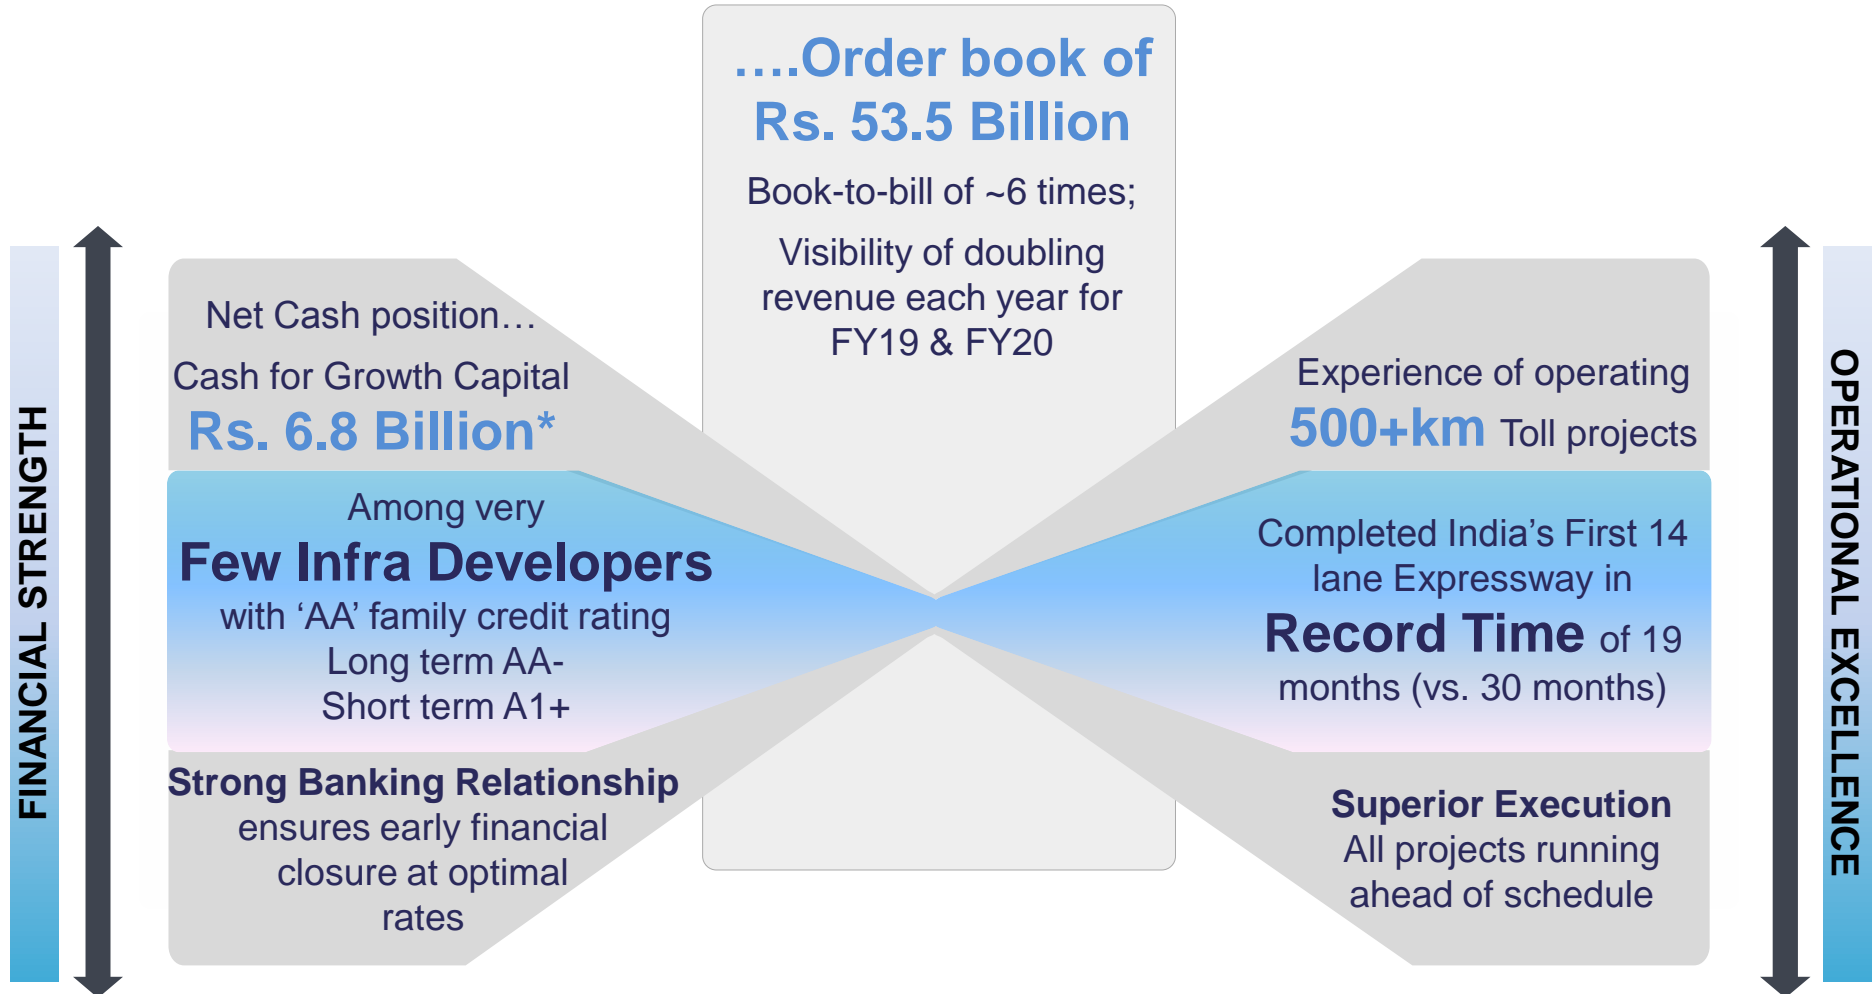 ….Order book of
Rs. 53.5 Billion
Book-to-bill of ~6 times;
Visibility of doubling
revenue each year for
FY19 & FY20
FINANCIAL STRENGTH
Net Cash position…
Cash for Growth Capital
Rs. 6.8 Billion*
Among very
Few Infra Developers
with ‘AA’ family credit rating
Long term AA-
Short term A1+
Strong Banking Relationship
ensures early financial
closure at optimal
rates
Experience of operating
500+km Toll projects
Completed India’s First 14
lane Expressway in
Record Time of 19
months (vs. 30 months)
Superior Execution
All projects running
ahead of schedule
OPERATIONAL EXCELLENCE